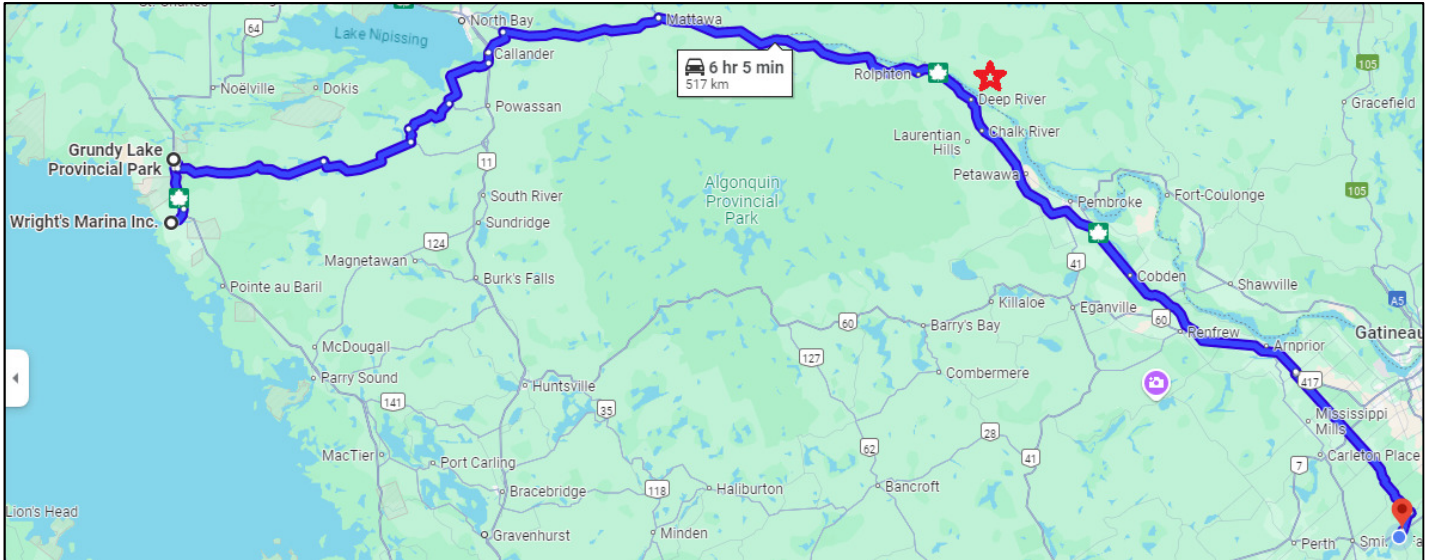 North Bay
Mattawa
64
Lake Nipissing
Callander
6 hr 5 min
517 km
Rolphton
105
Noëlville
Dokis
Powassan
Deep River
Gracefield
Grundy Lake
Provincial Park
11
Laurentian
Hills
Chalk River
Petawawa
Algonquin
Provincial
Park
South River
Fort-Coulonge
105
Pembroke
Wright's Marina Inc.
Sundridge
124
Magnetawan
41
Burk's Falls
Cobden
Pointe au Baril
Killaloe
Eganville
Shawville
A5
60
Barry's Bay
60
Renfrew
Gatineau
McDougall
127
Arnprior
Parry Sound
Huntsville
Combermere
417
141
35
Mississippi
Mills
28
MacTier
Port Carling
62
41
7
Carleton Place
Bracebridge
118
Haliburton
Bancroft
Lion's Head
Gravenhurst
Minden
Perth